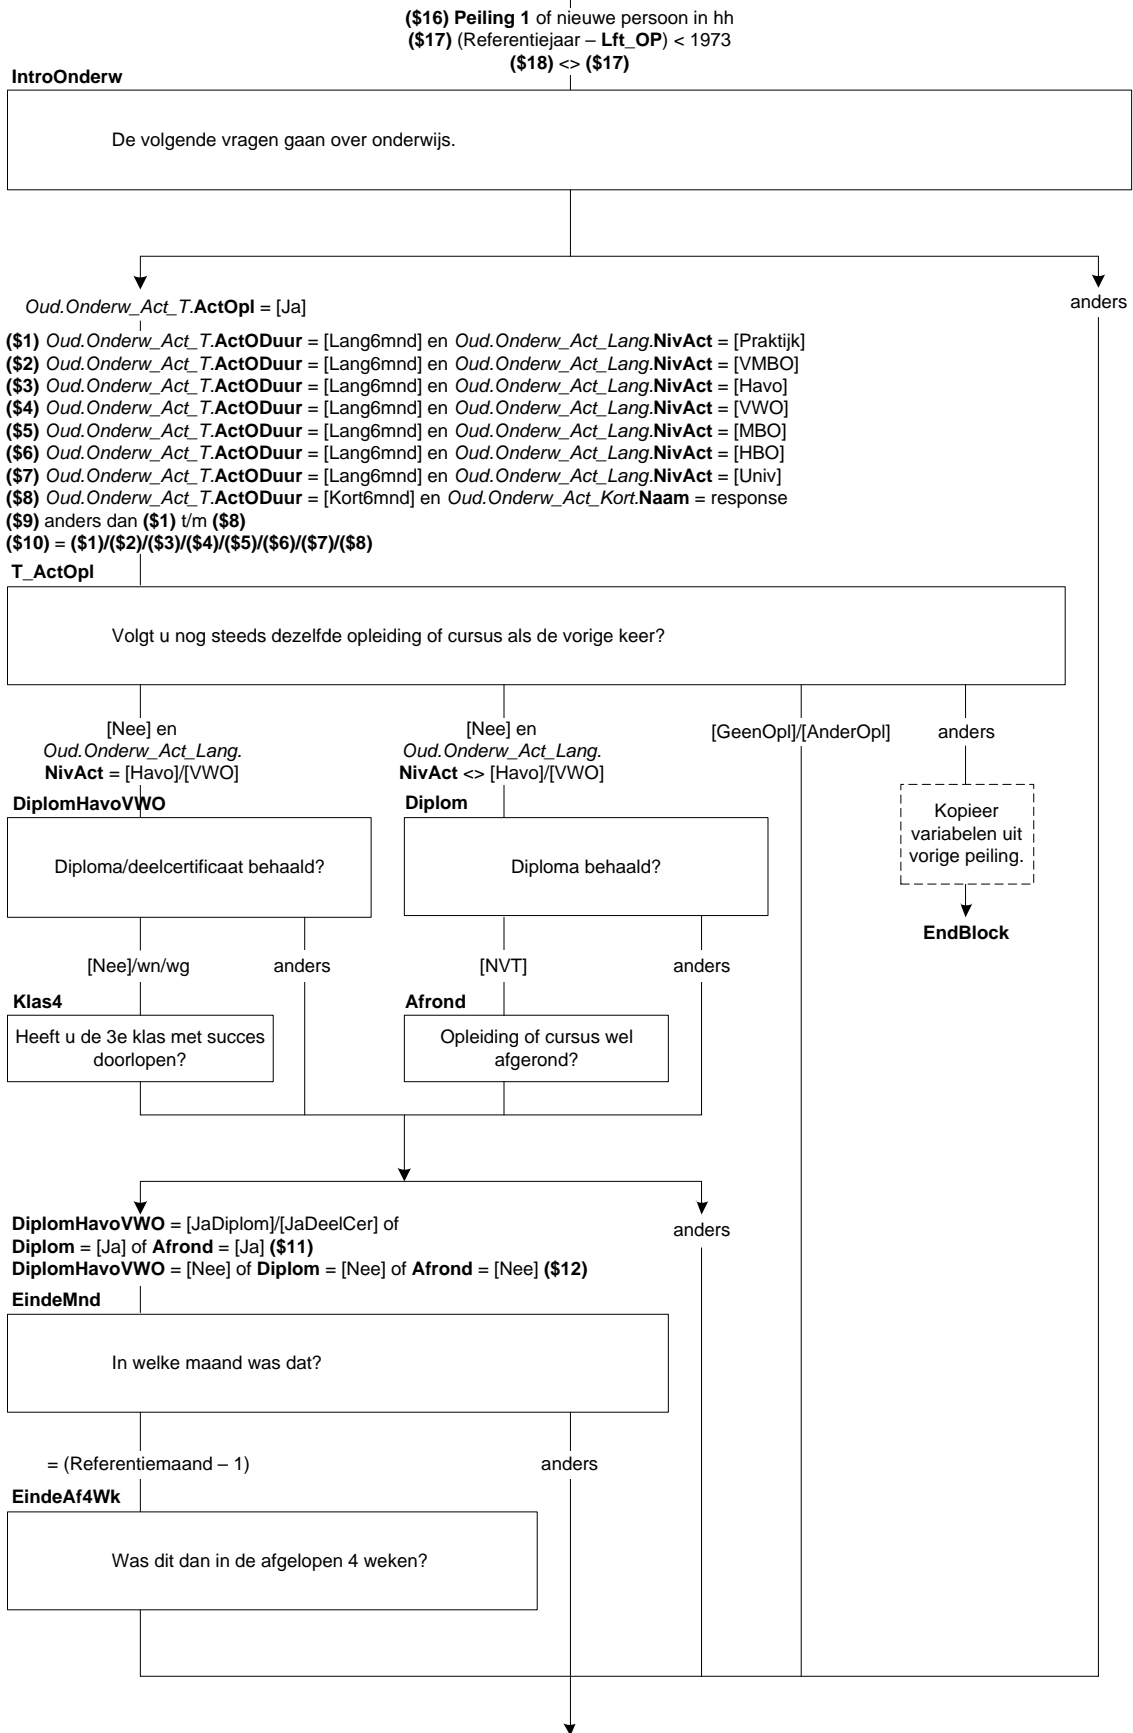 ($16) Peiling 1 of nieuwe persoon in hh
($17) (Referentiejaar – Lft_OP) < 1973
($18) <> ($17)
IntroOnderw
De volgende vragen gaan over onderwijs.
Oud.Onderw_Act_T.ActOpl = [Ja]
anders
($1) Oud.Onderw_Act_T.ActODuur = [Lang6mnd] en Oud.Onderw_Act_Lang.NivAct = [Praktijk]
($2) Oud.Onderw_Act_T.ActODuur = [Lang6mnd] en Oud.Onderw_Act_Lang.NivAct = [VMBO]
($3) Oud.Onderw_Act_T.ActODuur = [Lang6mnd] en Oud.Onderw_Act_Lang.NivAct = [Havo]
($4) Oud.Onderw_Act_T.ActODuur = [Lang6mnd] en Oud.Onderw_Act_Lang.NivAct = [VWO]
($5) Oud.Onderw_Act_T.ActODuur = [Lang6mnd] en Oud.Onderw_Act_Lang.NivAct = [MBO]
($6) Oud.Onderw_Act_T.ActODuur = [Lang6mnd] en Oud.Onderw_Act_Lang.NivAct = [HBO]
($7) Oud.Onderw_Act_T.ActODuur = [Lang6mnd] en Oud.Onderw_Act_Lang.NivAct = [Univ]
($8) Oud.Onderw_Act_T.ActODuur = [Kort6mnd] en Oud.Onderw_Act_Kort.Naam = response
($9) anders dan ($1) t/m ($8)
($10) = ($1)/($2)/($3)/($4)/($5)/($6)/($7)/($8)
T_ActOpl
Volgt u nog steeds dezelfde opleiding of cursus als de vorige keer?
[Nee] en
Oud.Onderw_Act_Lang.
NivAct = [Havo]/[VWO]
[Nee] en
Oud.Onderw_Act_Lang.
NivAct <> [Havo]/[VWO]
[GeenOpl]/[AnderOpl]
anders
DiplomHavoVWO
Diploma/deelcertificaat behaald?
Diplom
Diploma behaald?
Kopieer
variabelen uit
vorige peiling.
EndBlock
[Nee]/wn/wg
anders
[NVT]
anders
Klas4
Heeft u de 3e klas met succes
doorlopen?
Afrond
Opleiding of cursus wel
afgerond?
DiplomHavoVWO = [JaDiplom]/[JaDeelCer] of
Diplom = [Ja] of Afrond = [Ja] ($11)
DiplomHavoVWO = [Nee] of Diplom = [Nee] of Afrond = [Nee] ($12)
anders
EindeMnd
In welke maand was dat?
= (Referentiemaand – 1)
anders
EindeAf4Wk
Was dit dan in de afgelopen 4 weken?